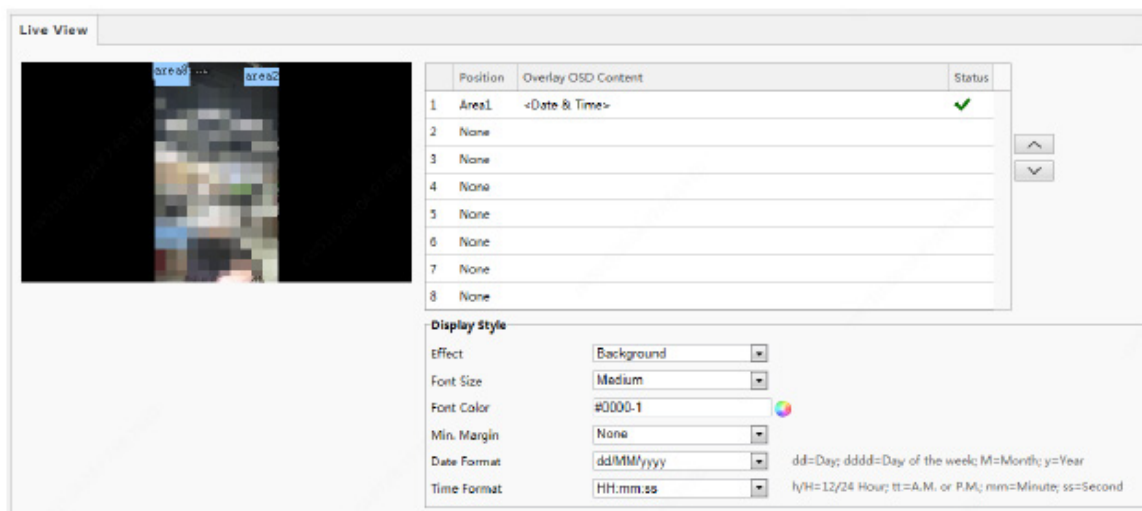 Live View
area8
area2
Position Overlay OSD Content Status
1 Area1 <Date & Time>
2 None
3 None
4 None
5 None
6 None
7 None
8 None
Display Style
Effect Background
Font Size Medium
Font Color #0000-1
Min. Margin None
Date Format dd/MM/yyyy dd=Day; dddd=Day of the week; M=Month; y=Year
Time Format HH:mm:ss h/H=12/24 Hour; tt=A.M. or P.M.; mm=Minute; ss=Second